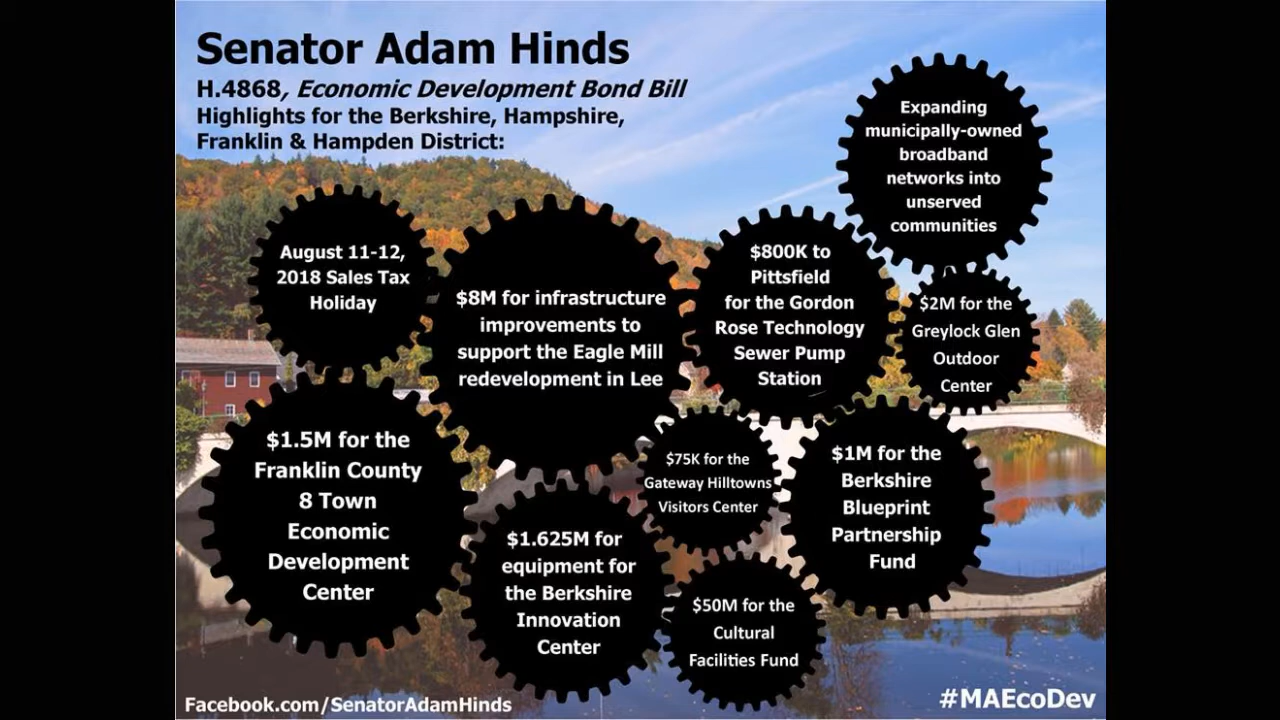 Senator Adam Hinds
H.4868, Economic Development Bond Bill
Highlights for the Berkshire, Hampshire,
Franklin & Hampden District:
Expanding
municipally-owned
broadband
networks into
unserved
communities
August 11-12,
2018 Sales Tax
Holiday
$8M for infrastructure
improvements to
support the Eagle Mill
redevelopment in Lee
$800K to
Pittsfield
for the Gordon
Rose Technology
Sewer Pump
Station
$2M for the
Greylock Glen
Outdoor
Center
$1.5M for the
Franklin County
8 Town
Economic
Development
Center
$1.625M for
equipment for
the Berkshire
Innovation
Center
$75K for the
Gateway Hilltowns
Visitors Center
$1M for the
Berkshire
Blueprint
Partnership
Fund
$50M for the
Cultural
Facilities Fund
Facebook.com/SenatorAdamHinds
#MAEcoDev